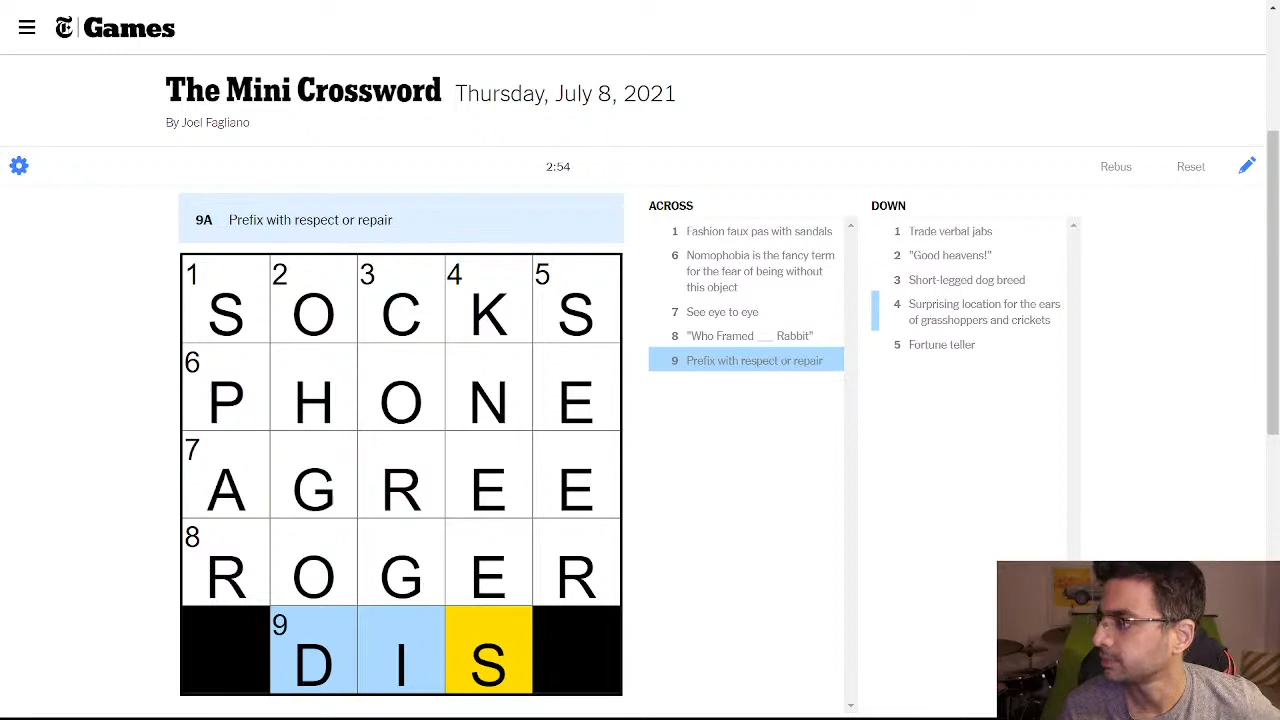 Games
The Mini Crossword Thursday, July 8, 2021
By Joel Fagliano
2:54 Rebus Reset
9A Prefix with respect or repair
1 2 3 4 5
S O C K S
6
P H O N E
7
A G R E E
8
R O G E R
9
D I S
ACROSS
1 Fashion faux pas with sandals
6 Nomophobia is the fancy term
for the fear of being without
this object
7 See eye to eye
8 "Who Framed ___ Rabbit"
9 Prefix with respect or repair
DOWN
1 Trade verbal jabs
2 "Good heavens!"
3 Short-legged dog breed
4 Surprising location for the ears
of grasshoppers and crickets
5 Fortune teller